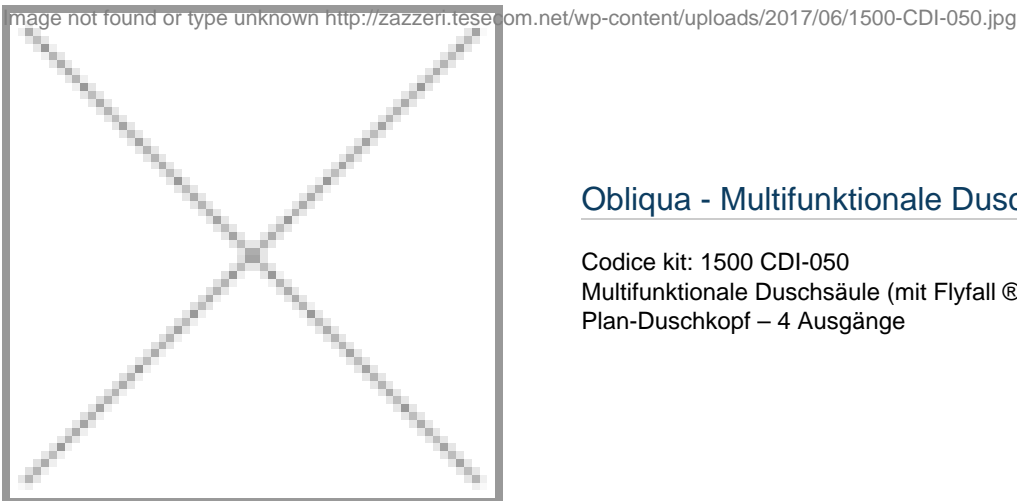 Image not found or type unknown http://zazzeri.tesecom.net/wp-content/uploads/2017/06/1500-CDI-050.jpg
Obliqua - Multifunktionale
Codice kit: 1500 CDI-050
Multifunktionale Duschsäule (mit Flyfall ®
Plan-Duschkopf – 4 Ausgänge